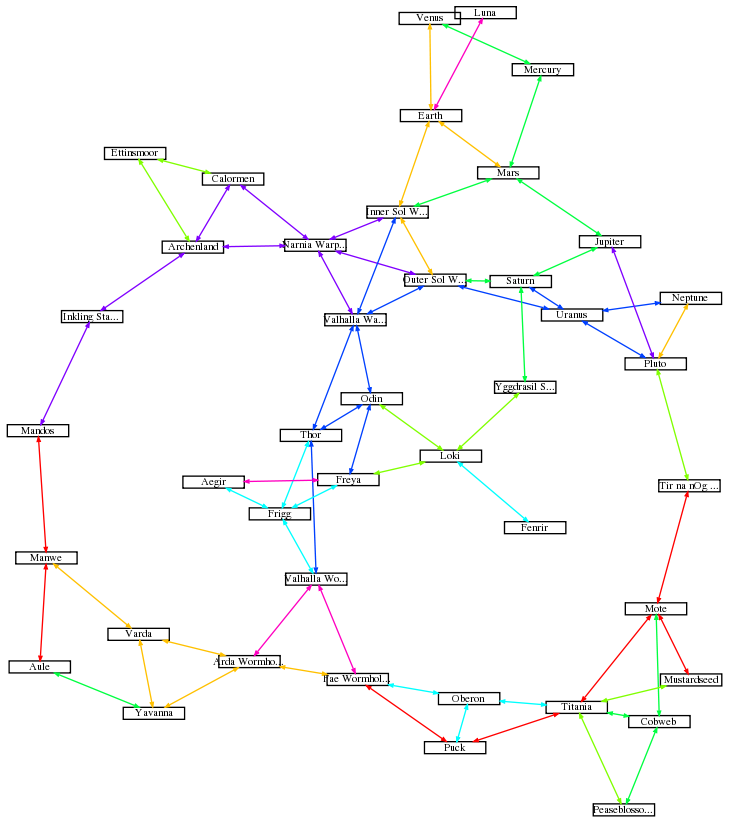 Luna
Venus
Mercury
Earth
Ettinsmoor
Mars
Calormen
Inner Sol W...
Jupiter
Archenland
Narnia Warp...
Outer Sol W...
Saturn
Neptune
Inkling Sta...
Valhalla Wa...
Uranus
Pluto
Yggdrasil S...
Odin
Mandos
Thor
Loki
Aegir
Freya
Tir na nOg ...
Frigg
Fenrir
Manwe
Valhalla Wo...
Mote
Varda
Aule
Arda Wormho...
Fae Wormhol...
Mustardseed
Oberon
Titania
Yavanna
Cobweb
Puck
Peaseblosso...